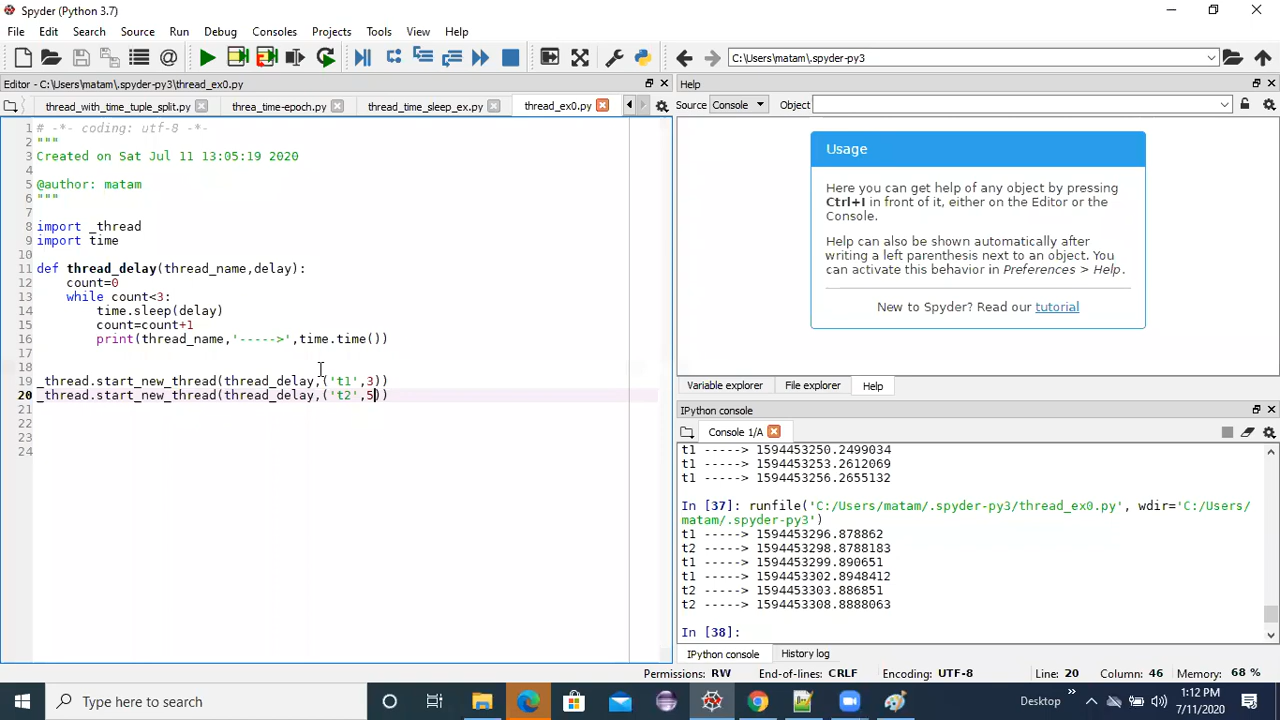 Spyder (Python 3.7)
File Edit Search Source Run Debug Consoles Projects Tools View Help
C:\Users\matam\.spyder-py3
Editor - C:\Users\matam\.spyder-py3\thread_ex0.py
thread_with_time_tuple_split.py threa_time-epoch.py thread_time_sleep_ex.py thread_ex0.py
1 # -*- coding: utf-8 -*-
2 """
3 Created on Sat Jul 11 13:05:19 2020
4
5 @author: matam
6 """
7
8 import _thread
9 import time
10
11 def thread_delay(thread_name,delay):
12 count=0
13 while count<3:
14 time.sleep(delay)
15 count=count+1
16 print(thread_name,'----->',time.time())
17
18
19 _thread.start_new_thread(thread_delay,('t1',3))
20 _thread.start_new_thread(thread_delay,('t2',5))
21
22
23
24
Help
Source Console Object
Usage
Here you can get help of any object by pressing
Ctrl+I in front of it, either on the Editor or the
Console.
Help can also be shown automatically after
writing a left parenthesis next to an object. You
can activate this behavior in Preferences > Help.
New to Spyder? Read our tutorial
Variable explorer File explorer Help
IPython console
Console 1/A
t1 -----> 1594453250.2499034
t1 -----> 1594453253.2612069
t1 -----> 1594453256.2655132
In [37]: runfile('C:/Users/matam/.spyder-py3/thread_ex0.py', wdir='C:/Users/
matam/.spyder-py3')
t1 -----> 1594453296.878862
t2 -----> 1594453298.8788183
t1 -----> 1594453299.890651
t1 -----> 1594453302.8948412
t2 -----> 1594453303.886851
t2 -----> 1594453308.8888063
In [38]:
IPython console History log
Permissions: RW End-of-lines: CRLF Encoding: UTF-8 Line: 20 Column: 46 Memory: 68 %
Type here to search
Desktop
1:12 PM
7/11/2020